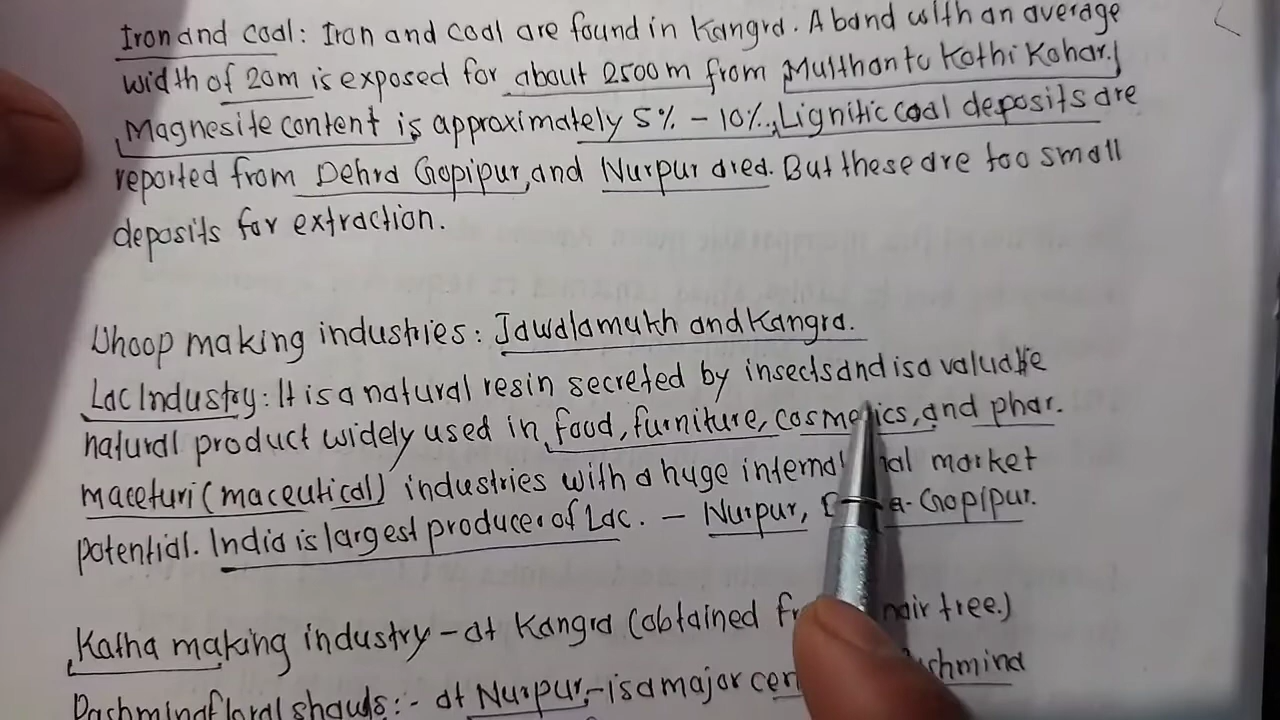 Iron and coal: Iron and coal are found in Kangra. A band with an average
width of 20m is exposed for about 2500m from Multhan to Kothi Kohar.
Magnesite content is approximately 5% - 10%, Lignitic coal deposits are
reported from Dehra Gopipur, and Nurpur area. But these are too small
deposits for extraction.
Dhoop making industries: Jawalamukh and Kangra.
Lac Industry: It is a natural resin secreted by insects and is a valuable
natural product widely used in food, furniture, cosmetics, and phar.
maceturi (maceutical) industries with a huge market
potential. India is largest producer of Lac. - Nurpur, Gopipur.
Katha making industry - at Kangra (obtained tree.)
Pashmina floral shawls:- at Nurpur - is a major